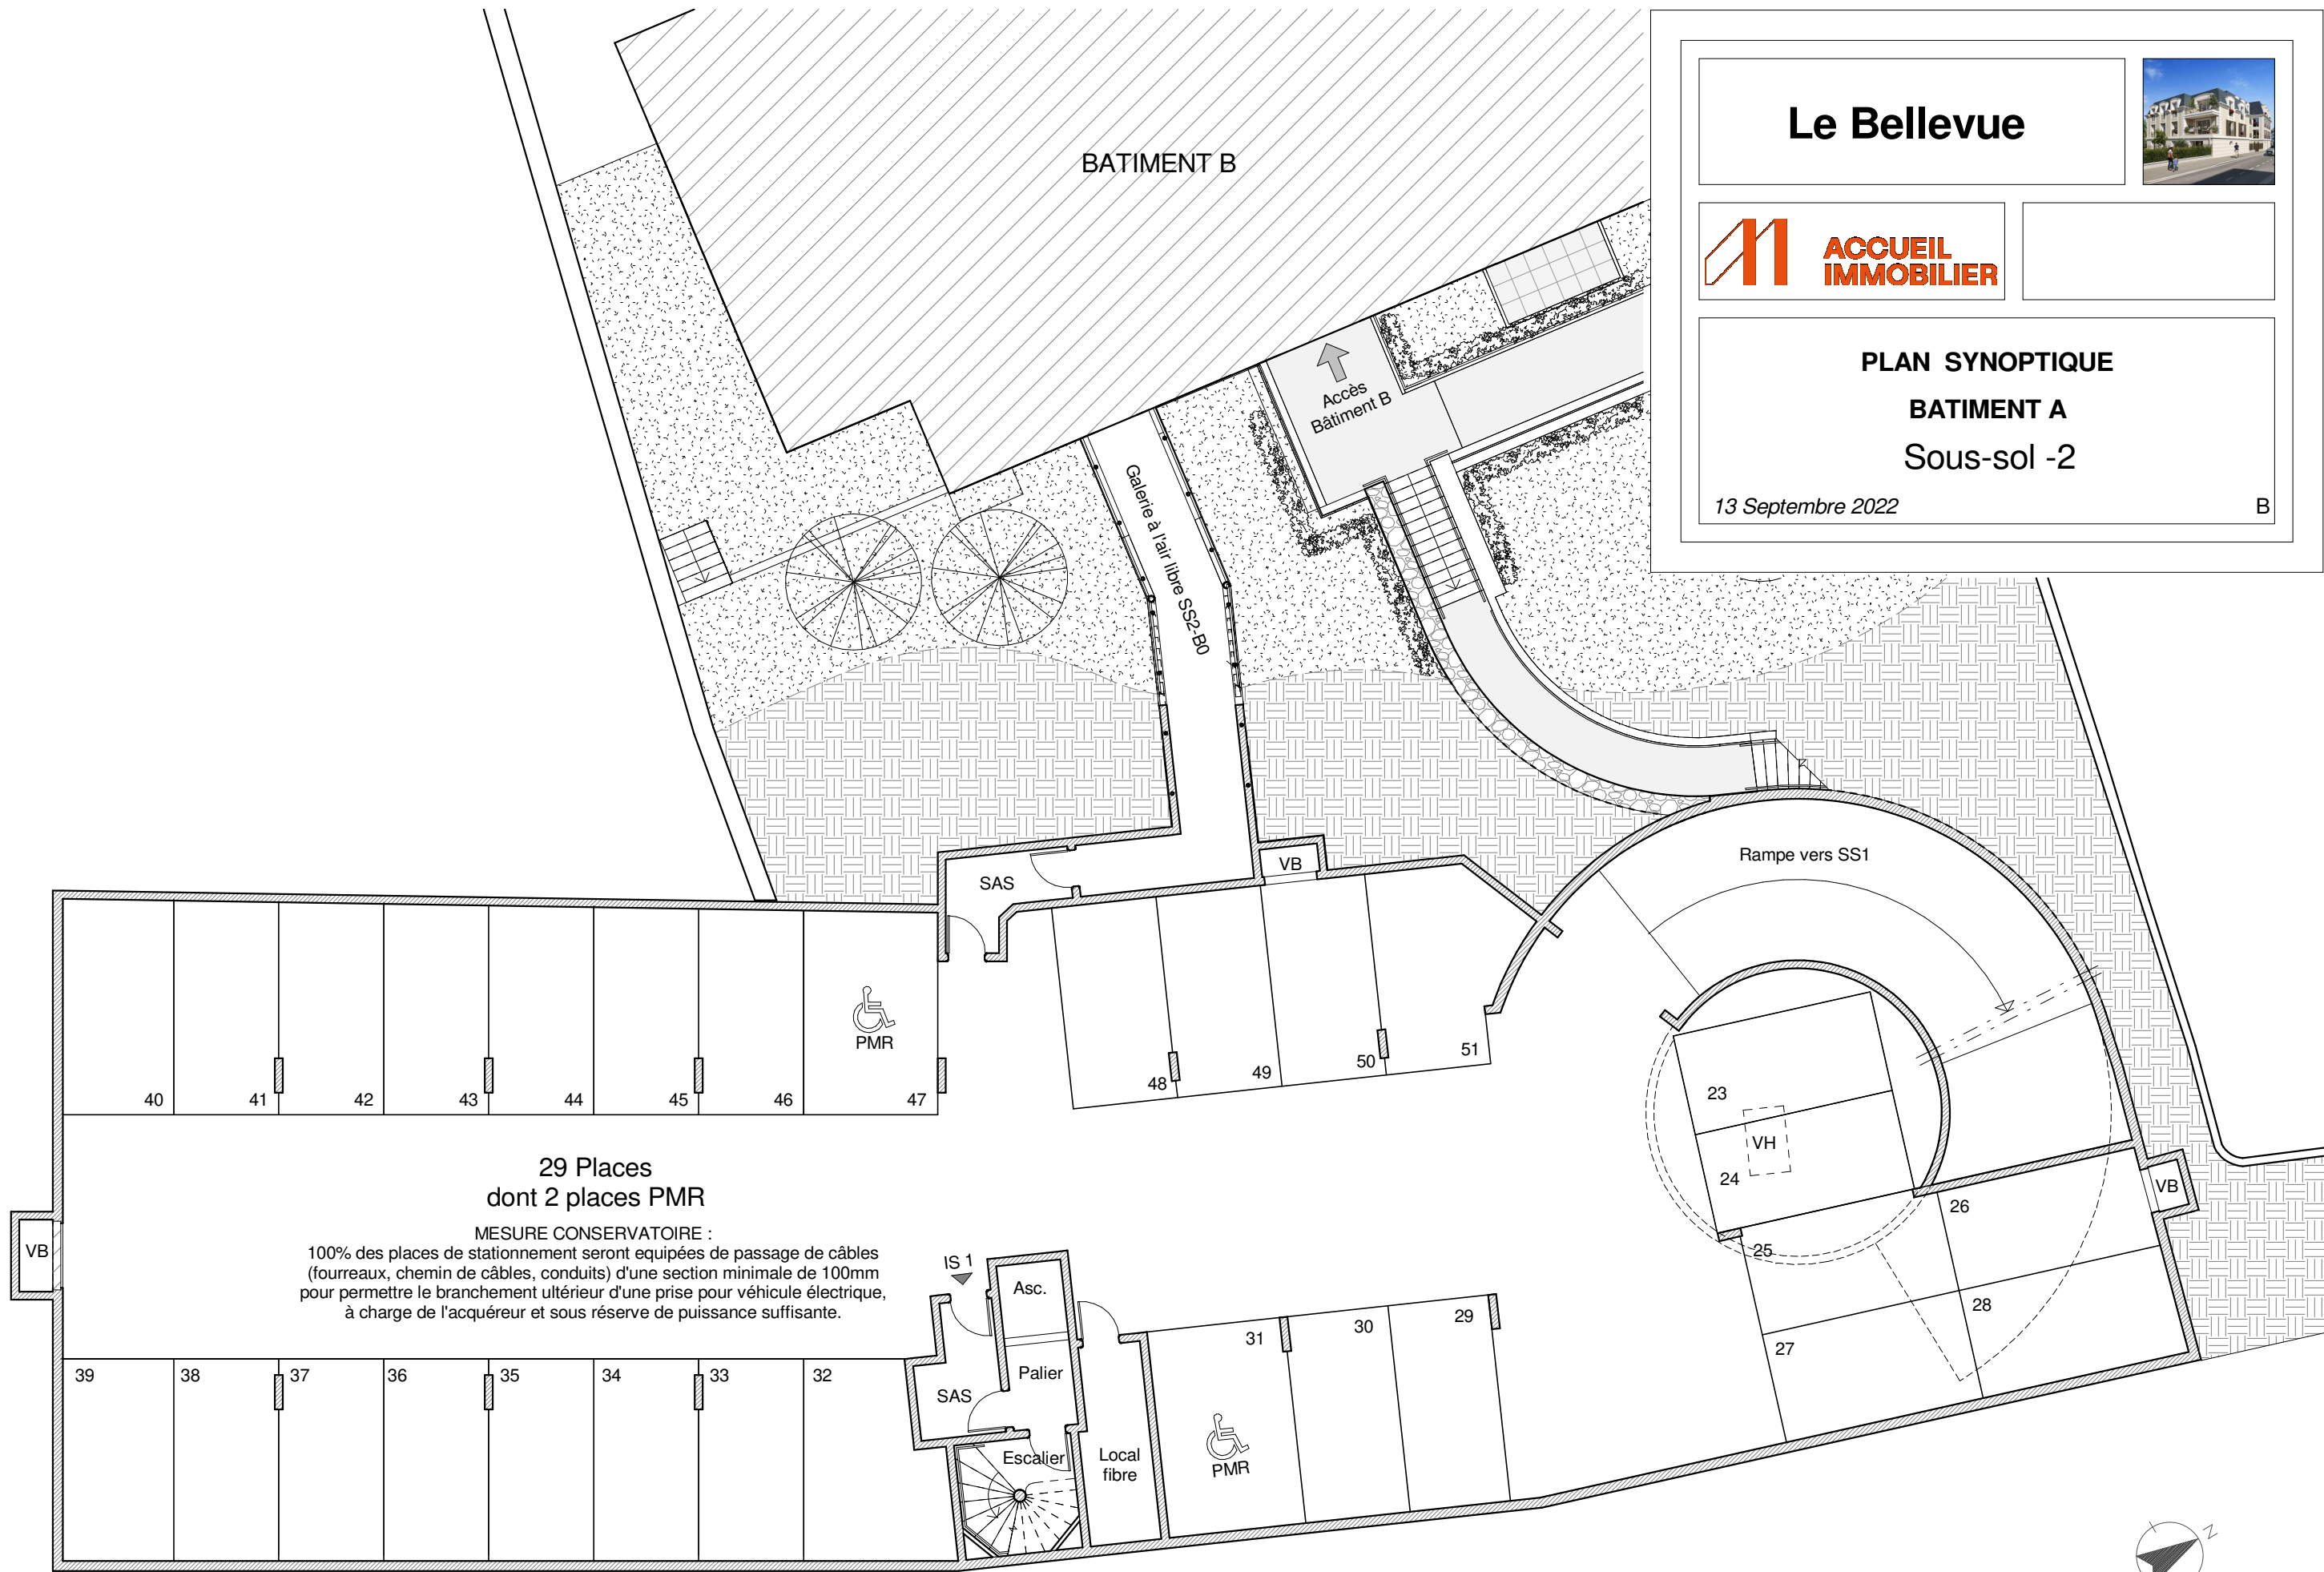 Le Bellevue
ACCUEIL
IMMOBILIER
PLAN SYNOPTIQUE
BATIMENT A
Sous-sol -2
13 Septembre 2022
B
BATIMENT B
Accès
Bâtiment B
Galerie à l'air libre SS2-B0
Rampe vers SS1
SAS
VB
PMR
40
41
42
43
44
45
46
47
48
49
50
51
23
VH
24
25
26
VB
27
28
29 Places
dont 2 places PMR
MESURE CONSERVATOIRE :
100% des places de stationnement seront equipées de passage de câbles
(fourreaux, chemin de câbles, conduits) d'une section minimale de 100mm
pour permettre le branchement ultérieur d'une prise pour véhicule électrique,
à charge de l'acquéreur et sous réserve de puissance suffisante.
VB
IS 1
Asc.
Palier
SAS
Escalier
Local
fibre
31
30
29
PMR
39
38
37
36
35
34
33
32
N